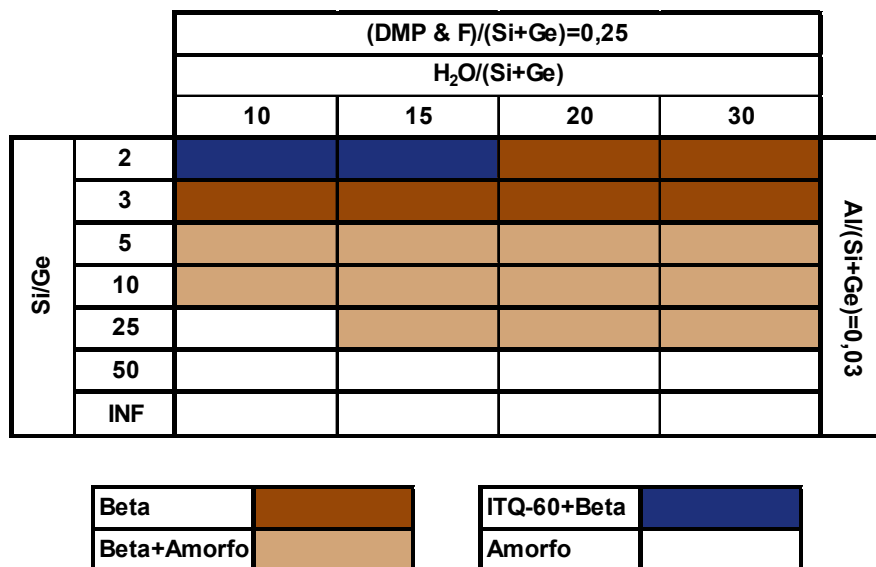 (DMP & F)/(Si+Ge)=0,25
H₂O/(Si+Ge)
10 15 20 30
Si/Ge
2
3
5
10
25
50
INF
Al/(Si+Ge)=0,03
Beta ITQ-60+Beta
Beta+Amorfo Amorfo